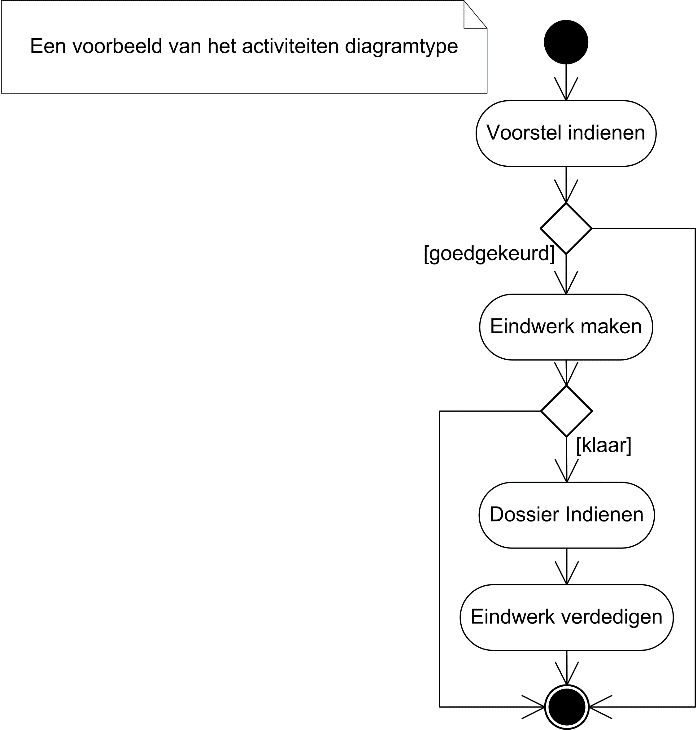 Een voorbeeld van het activiteiten diagramtype
Voorstel indienen
[goedgekeurd]
Eindwerk maken
[klaar]
Dossier Indienen
Eindwerk verdedigen